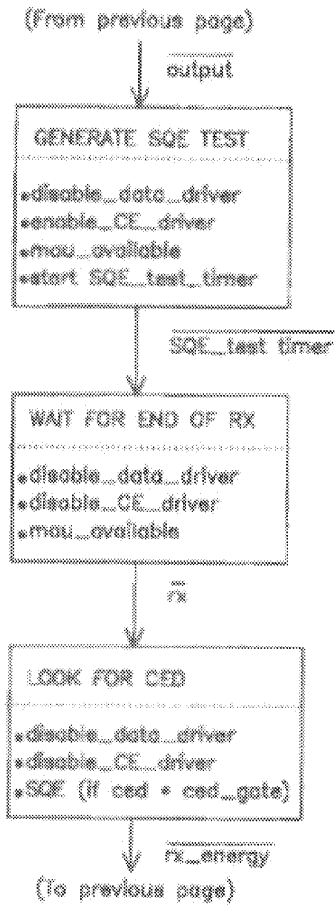 (From previous page)
output
GENERATE SQE TEST
•disable_data_driver
•enable_CE_driver
•mau_available
•start SQE_test_timer
SQE_test timer
WAIT FOR END OF RX
•disable_data_driver
•disable_CE_driver
•mau_available
rx
LOOK FOR CED
•disable_data_driver
•disable_CE_driver
•SQE (if ced * ced_gate)
rx_energy
(To previous page)